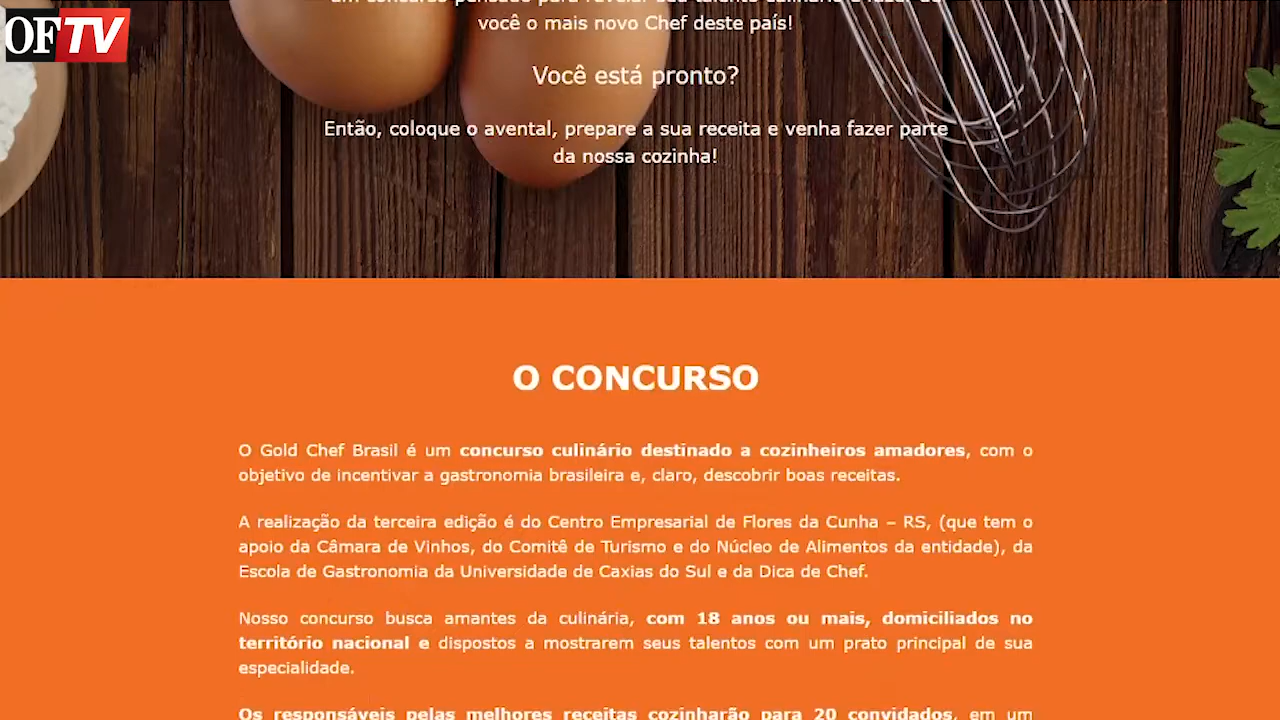 OFTV
você o mais novo Chef deste país!
Você está pronto?
Então, coloque o avental, prepare a sua receita e venha fazer parte
da nossa cozinha!
O CONCURSO
O Gold Chef Brasil é um concurso culinário destinado a cozinheiros amadores, com o
objetivo de incentivar a gastronomia brasileira e, claro, descobrir boas receitas.
A realização da terceira edição é do Centro Empresarial de Flores da Cunha – RS, (que tem o
apoio da Câmara de Vinhos, do Comitê de Turismo e do Núcleo de Alimentos da entidade), da
Escola de Gastronomia da Universidade de Caxias do Sul e da Dica de Chef.
Nosso concurso busca amantes da culinária, com 18 anos ou mais, domiciliados no
território nacional e dispostos a mostrarem seus talentos com um prato principal de sua
especialidade.
Os responsáveis pelas melhores receitas cozinharão para 20 convidados, em um